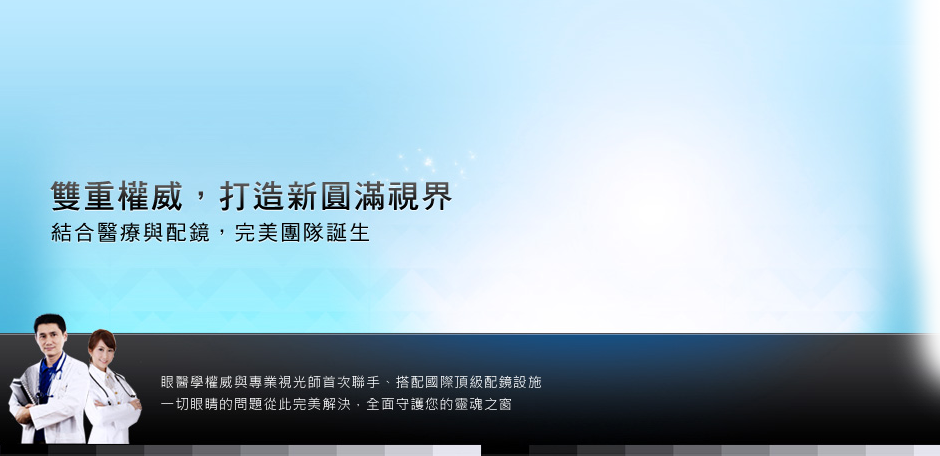 雙重權威，打造新圓滿視界
結合醫療與配鏡，完美團隊誕生
眼醫學權威與專業視光師首次聯手、搭配國際頂級配鏡設施
一切眼睛的問題從此完美解決，全面守護您的靈魂之窗